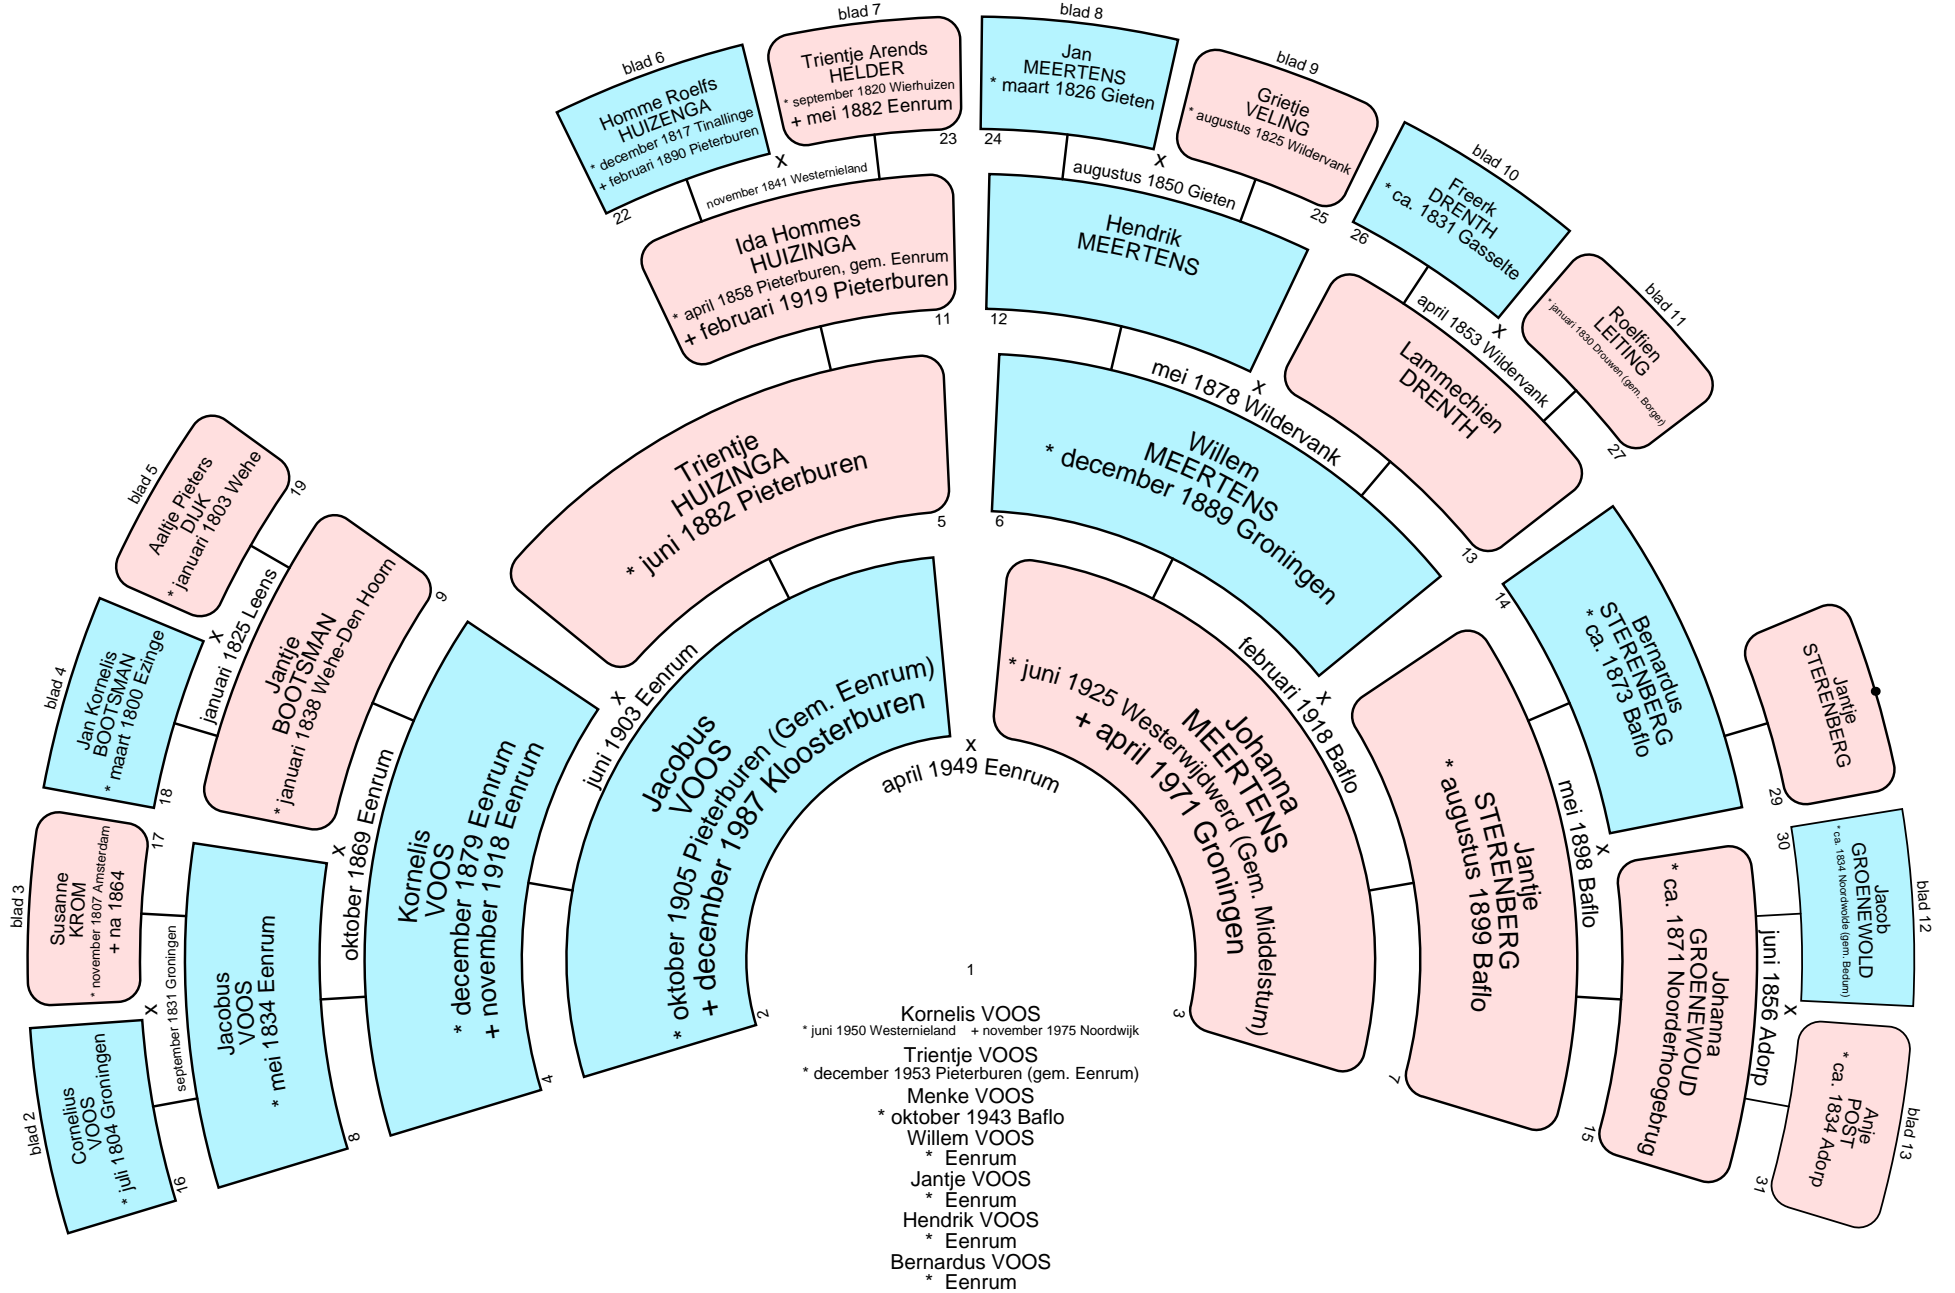 blad 6
Homme Roelfs
HUIZENGA
* december 1817 Tinallinge
+ februari 1890 Pieterburen
22
blad 7
Trientje Arends
HELDER
* september 1820 Wierhuizen
+ mei 1882 Eenrum
23
x
november 1841 Westernieland
blad 8
Jan
MEERTENS
* maart 1826 Gieten
24
x
augustus 1850 Gieten
blad 9
Grietje
VELING
* augustus 1825 Wildervank
25
blad 10
Freerk
DRENTH
* ca. 1831 Gasselte
26
x
april 1853 Wildervank
blad 11
Roelfien
LEITING
* januari 1830 Drouwen (gem. Borger)
27
Ida Hommes
HUIZINGA
* april 1858 Pieterburen, gem. Eenrum
+ februari 1919 Pieterburen
11
Hendrik
MEERTENS
12
x
mei 1878 Wildervank
Lammechien
DRENTH
13
blad 5
Aaltje Pieters
DIJK
* januari 1803 Wehe
19
x
januari 1825 Leens
blad 4
Jan Kornelis
BOOTSMAN
* maart 1800 Ezinge
18
Jantje
BOOTSMAN
* januari 1838 Wehe-Den Hoorn
9
x
oktober 1869 Eenrum
blad 3
Susanne
KROM
* november 1807 Amsterdam
+ na 1864
17
x
september 1831 Groningen
blad 2
Cornelius
VOOS
* juli 1804 Groningen
16
Jacobus
VOOS
* mei 1834 Eenrum
8
Trientje
HUIZINGA
* juni 1882 Pieterburen
5
x
juni 1903 Eenrum
Kornelis
VOOS
* december 1879 Eenrum
+ november 1918 Eenrum
4
Jacobus
VOOS
* oktober 1905 Pieterburen (Gem. Eenrum)
+ december 1987 Kloosterburen
2
x
april 1949 Eenrum
Johanna
MEERTENS
* juni 1925 Westerwijdwerd (Gem. Middelstum)
+ april 1971 Groningen
3
Willem
MEERTENS
* december 1889 Groningen
6
x
februari 1918 Baflo
Jantje
STERENBERG
* augustus 1899 Baflo
7
Bernardus
STERENBERG
* ca. 1873 Baflo
14
x
mei 1898 Baflo
Johanna
GROENEWOUD
* ca. 1871 Noorderhoogebrug
15
Jantje
STERENBERG
29
blad 12
Jacob
GROENEWOLD
* ca. 1834 Noordwolde (gem. Bedum)
30
x
juni 1856 Adorp
blad 13
Anje
POST
* ca. 1834 Adorp
31
1
Kornelis VOOS
* juni 1950 Westernieland + november 1975 Noordwijk
Trientje VOOS
* december 1953 Pieterburen (gem. Eenrum)
Menke VOOS
* oktober 1943 Baflo
Willem VOOS
* Eenrum
Jantje VOOS
* Eenrum
Hendrik VOOS
* Eenrum
Bernardus VOOS
* Eenrum